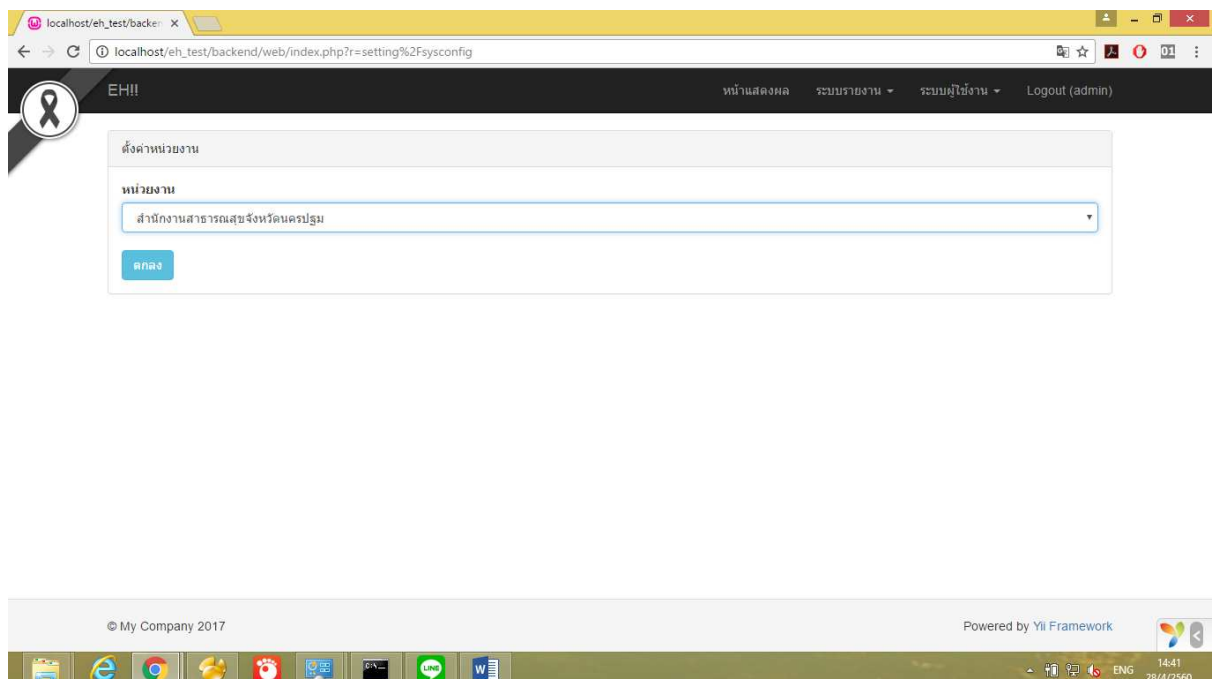 localhost/eh_test/backen
localhost/eh_test/backend/web/index.php?r=setting%2Fsysconfig
01
EH!! หน้าแสดงผล ระบบรายงาน ระบบผู้ใช้งาน Logout (admin)
ตั้งค่าหน่วยงาน
หน่วยงาน
สำนักงานสาธารณสุขจังหวัดนครปฐม
ตกลง
© My Company 2017 Powered by Yii Framework
C:\_
LINE
W
ENG
14:41
28/4/2560